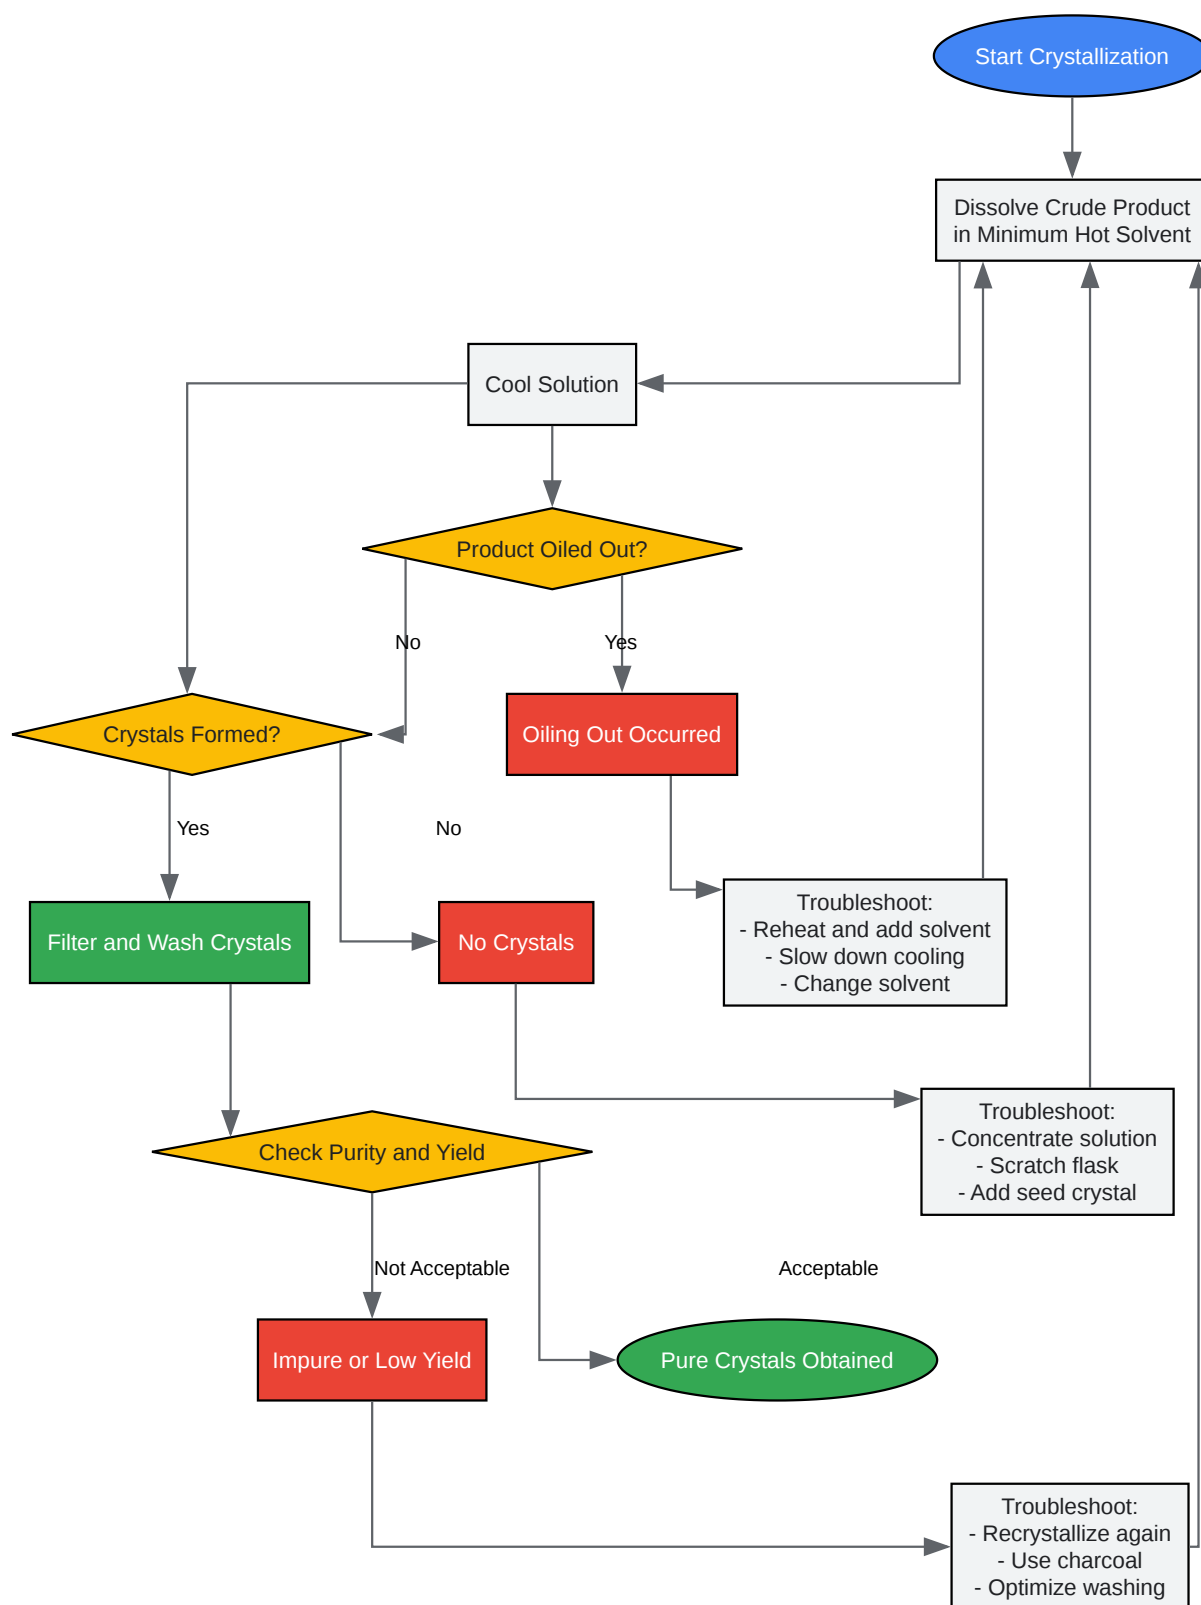 Start Crystallization
Dissolve Crude Product
in Minimum Hot Solvent
Cool Solution
Product Oiled Out?
No
Yes
Crystals Formed?
Oiling Out Occurred
Yes
No
Troubleshoot:
- Reheat and add solvent
- Slow down cooling
- Change solvent
Filter and Wash Crystals
No Crystals
Troubleshoot:
- Concentrate solution
- Scratch flask
- Add seed crystal
Check Purity and Yield
Not Acceptable
Acceptable
Impure or Low Yield
Pure Crystals Obtained
Troubleshoot:
- Recrystallize again
- Use charcoal
- Optimize washing